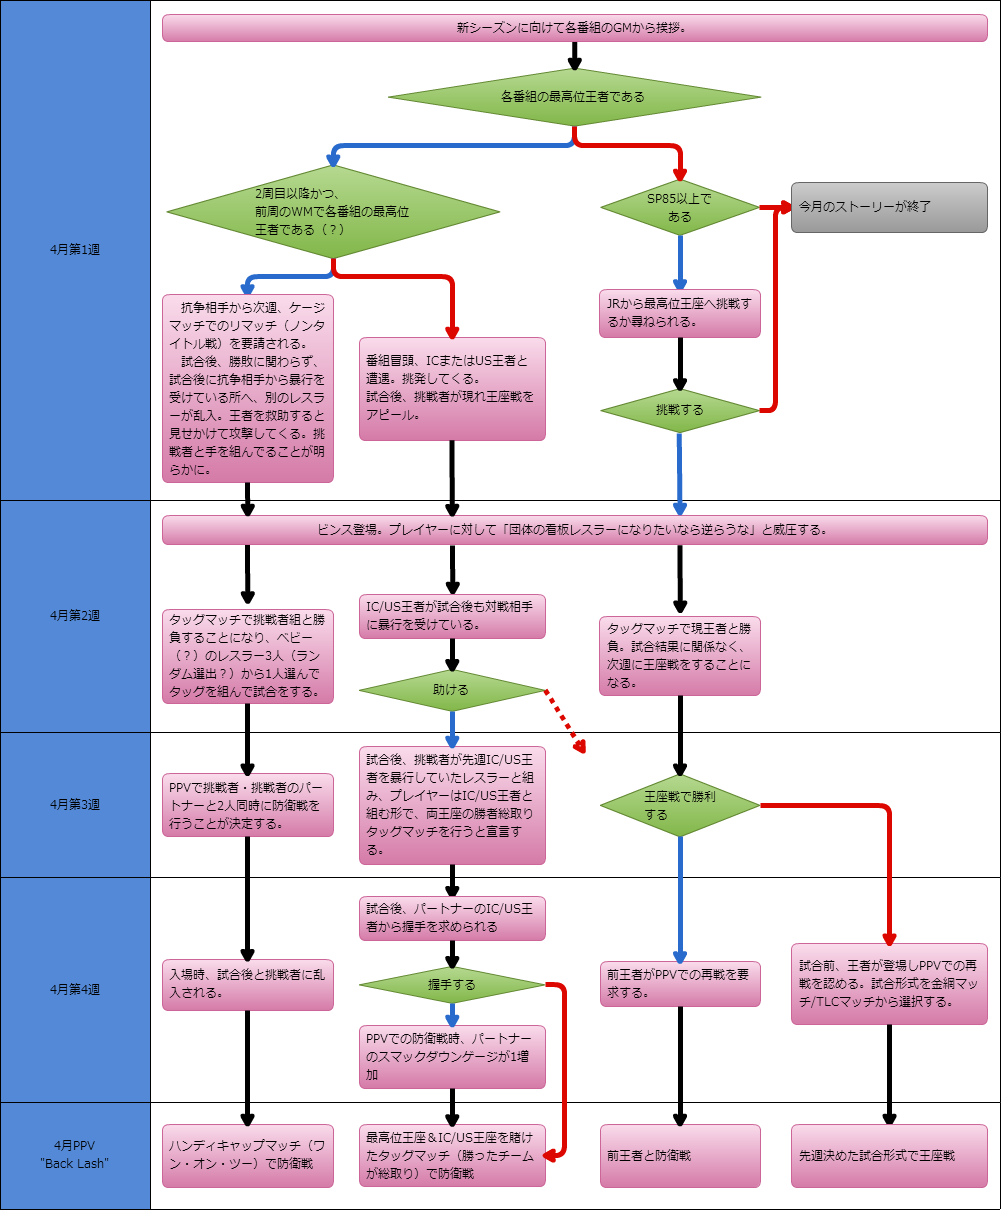 新シーズンに向けて各番組のGMから挨拶。
各番組の最高位王者である
4月第1週
2周目以降かつ、
前周のWMで各番組の最高位
王者である（？）
SP85以上で
ある
今月のストーリーが終了
抗争相手から次週、ケージ
マッチでのリマッチ（ノンタ
イトル戦）を要請される。
試合後、勝敗に関わらず、
試合後に抗争相手から暴行を
受けている所へ、別のレスラ
ーが乱入。王者を救助すると
見せかけて攻撃してくる。挑
戦者と手を組んでることが明
らかに。
番組冒頭、ICまたはUS王者と
遭遇。挑発してくる。
試合後、挑戦者が現れ王座戦を
アピール。
JRから最高位王座へ挑戦す
るか尋ねられる。
挑戦する
4月第2週
ビンス登場。プレイヤーに対して「団体の看板レスラーになりたいなら逆らうな」と威圧する。
タッグマッチで挑戦者組と勝
負することになり、ベビー
（？）のレスラー3人（ラン
ダム選出？）から1人選んで
タッグを組んで試合をする。
IC/US王者が試合後も対戦相手
に暴行を受けている。
助ける
タッグマッチで現王者と勝
負。試合結果に関係なく、
次週に王座戦をすることに
なる。
4月第3週
PPVで挑戦者・挑戦者のパー
トナーと2人同時に防衛戦を
行うことが決定する。
試合後、挑戦者が先週IC/US王
者を暴行していたレスラーと組
み、プレイヤーはIC/US王者と
組む形で、両王座の勝者総取り
タッグマッチを行うと宣言す
る。
王座戦で勝利
する
4月第4週
入場時、試合後と挑戦者に乱
入される。
試合後、パートナーのIC/US王
者から握手を求められる
握手する
PPVでの防衛戦時、パートナー
のスマックダウンゲージが1増
加
前王者がPPVでの再戦を要
求する。
試合前、王者が登場しPPVでの再
戦を認める。試合形式を金網マッ
チ/TLCマッチから選択する。
4月PPV
"Back Lash"
ハンディキャップマッチ（ワ
ン・オン・ツー）で防衛戦
最高位王座＆IC/US王座を賭け
たタッグマッチ（勝ったチーム
が総取り）で防衛戦
前王者と防衛戦
先週決めた試合形式で王座戦